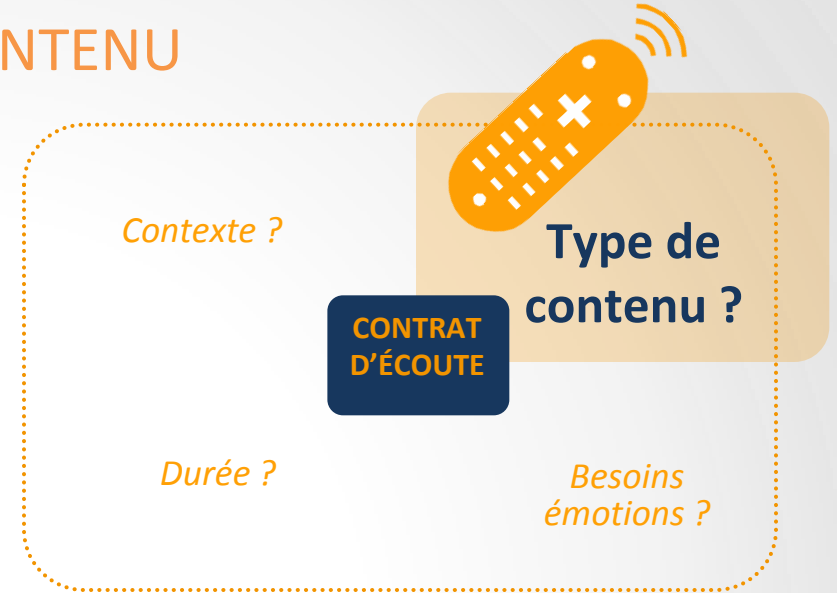 NTENU
Contexte ?
Type de
contenu ?
CONTRAT
D'ÉCOUTE
Durée ?
Besoins
émotions ?